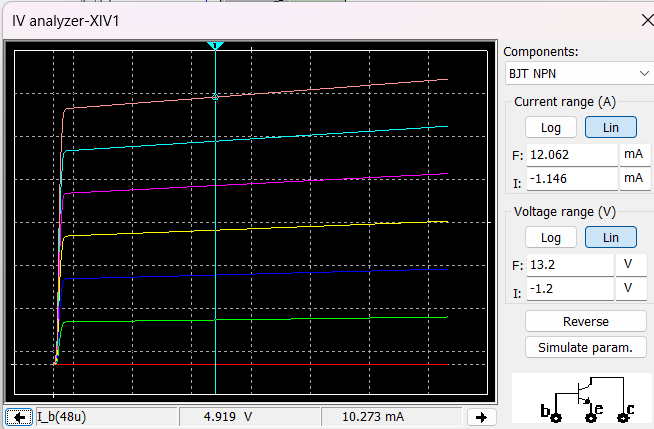 IV analyzer-XIV1
1
Components:
BJT NPN
Current range (A)
Log Lin
F: 12.062 mA
I: -1.146 mA
Voltage range (V)
Log Lin
F: 13.2 V
I: -1.2 V
Reverse
Simulate param.
b e c
I_b(48u) 4.919 V 10.273 mA